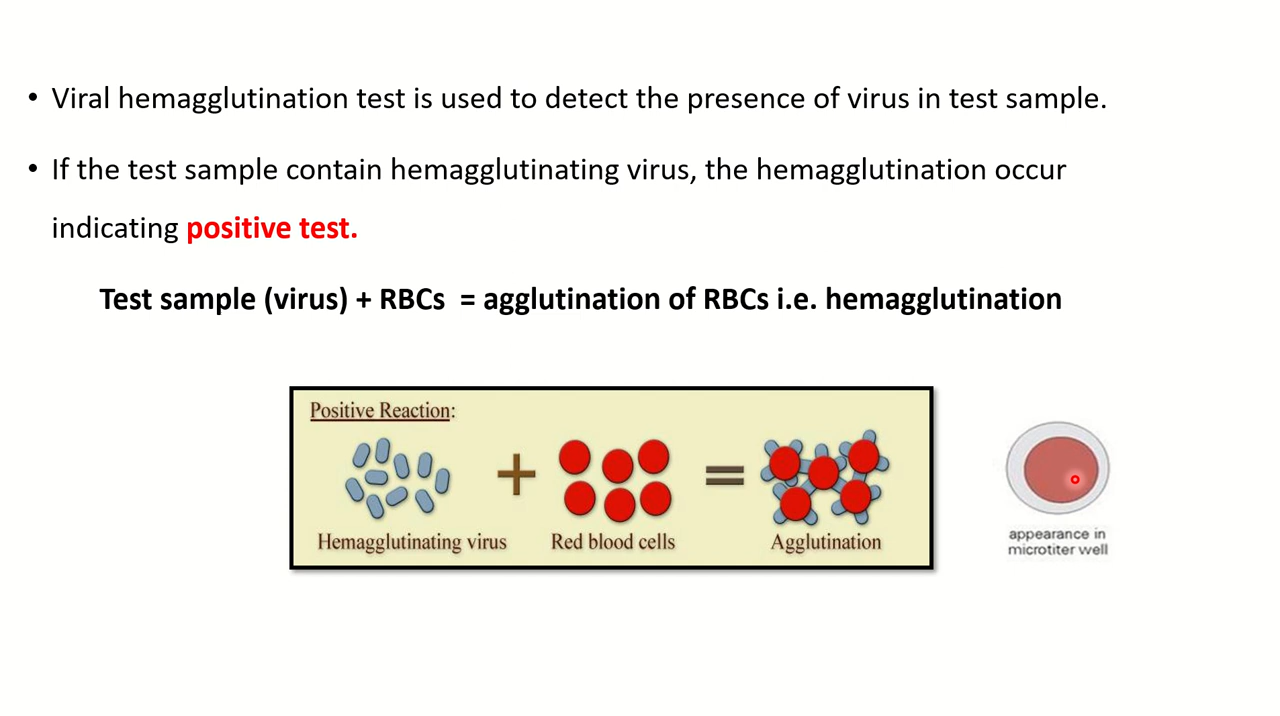 • Viral hemagglutination test is used to detect the presence of virus in test sample.
• If the test sample contain hemagglutinating virus, the hemagglutination occur
indicating positive test.
Test sample (virus) + RBCs = agglutination of RBCs i.e. hemagglutination
Positive Reaction:
+
=
Hemagglutinating virus
Red blood cells
Agglutination
appearance in
microtiter well